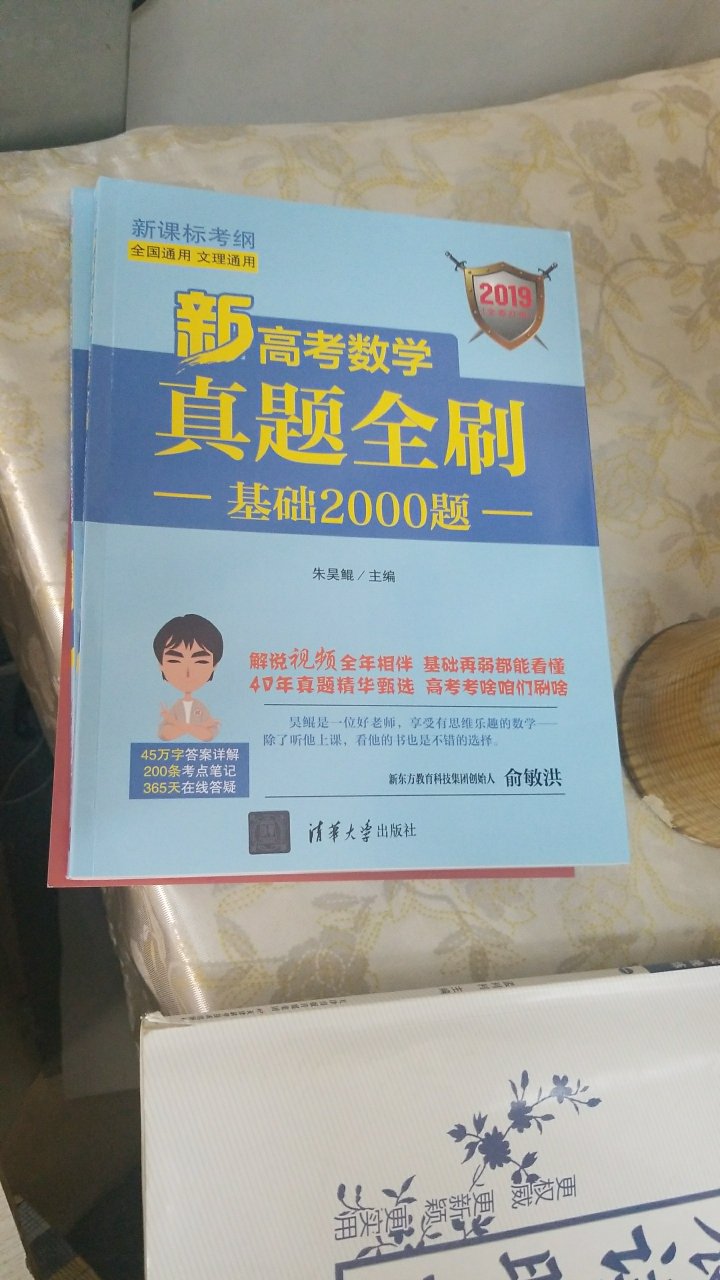 新课标考纲
全国通用 文理通用
2019
新高考数学
真题全刷
基础2000题
朱昊鲲／主编
解说视频全年相伴 基础再弱都能看懂
40年真题精华甄选 高考考啥咱们刷啥
昊鲲是一位好老师，享受有思维乐趣的数学——
除了听他上课，看他的书也是不错的选择。
新东方教育科技集团创始人 俞敏洪
45万字答案详解
200条考点笔记
365天在线答疑
清华大学出版社
更权威
更新颖
更实用